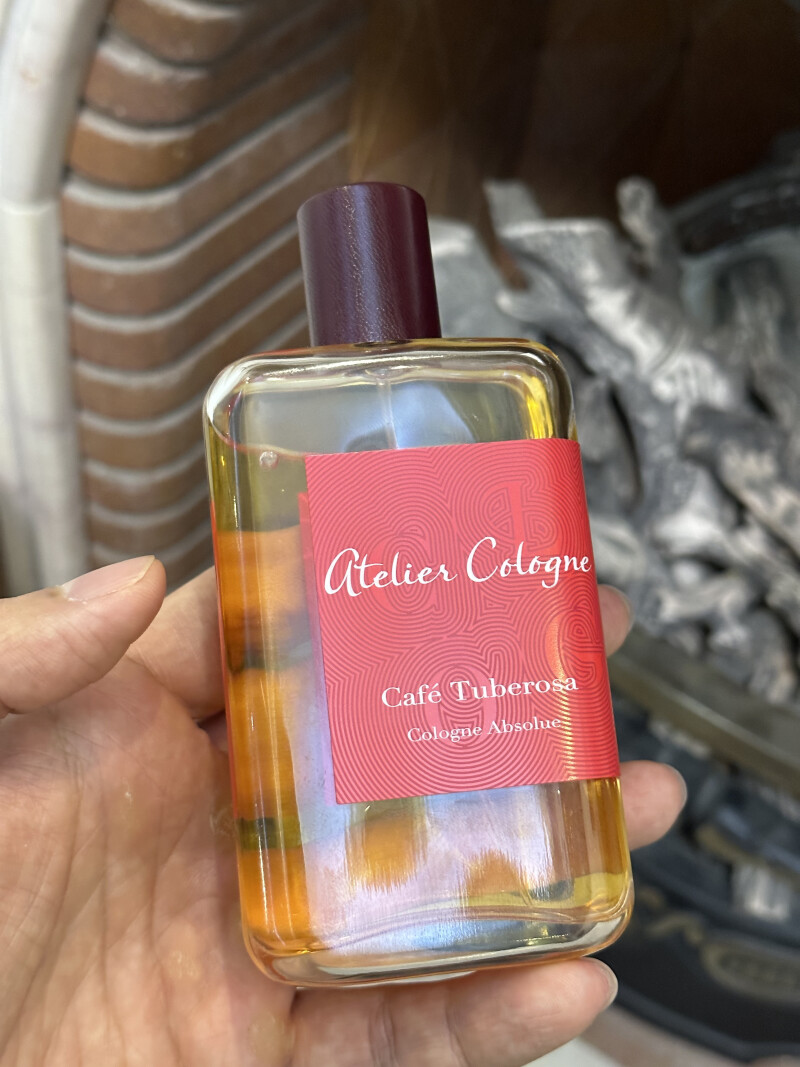 Atelier Cologne
Café Tuberosa
Cologne Absolue